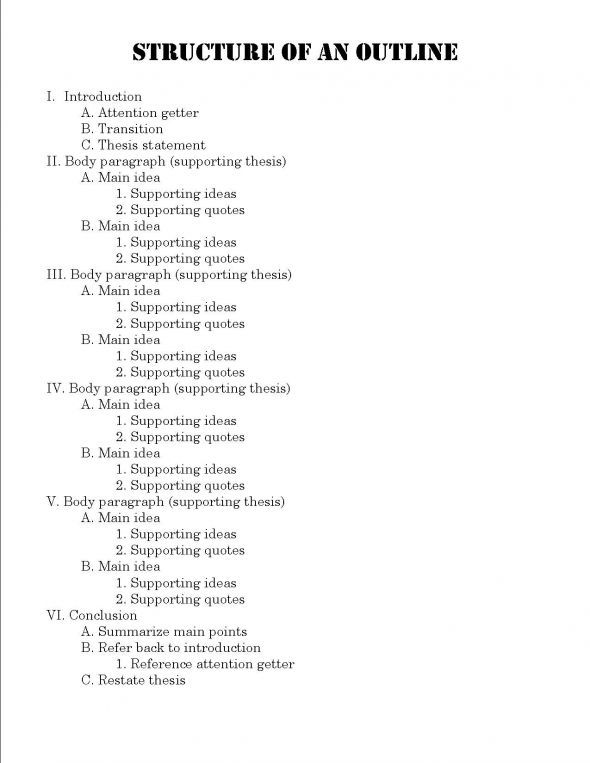 STRUCTURE OF AN OUTLINE
I. Introduction
A. Attention getter
B. Transition
C. Thesis statement
II. Body paragraph (supporting thesis)
A. Main idea
1. Supporting ideas
2. Supporting quotes
B. Main idea
1. Supporting ideas
2. Supporting quotes
III. Body paragraph (supporting thesis)
A. Main idea
1. Supporting ideas
2. Supporting quotes
B. Main idea
1. Supporting ideas
2. Supporting quotes
IV. Body paragraph (supporting thesis)
A. Main idea
1. Supporting ideas
2. Supporting quotes
B. Main idea
1. Supporting ideas
2. Supporting quotes
V. Body paragraph (supporting thesis)
A. Main idea
1. Supporting ideas
2. Supporting quotes
B. Main idea
1. Supporting ideas
2. Supporting quotes
VI. Conclusion
A. Summarize main points
B. Refer back to introduction
1. Reference attention getter
C. Restate thesis